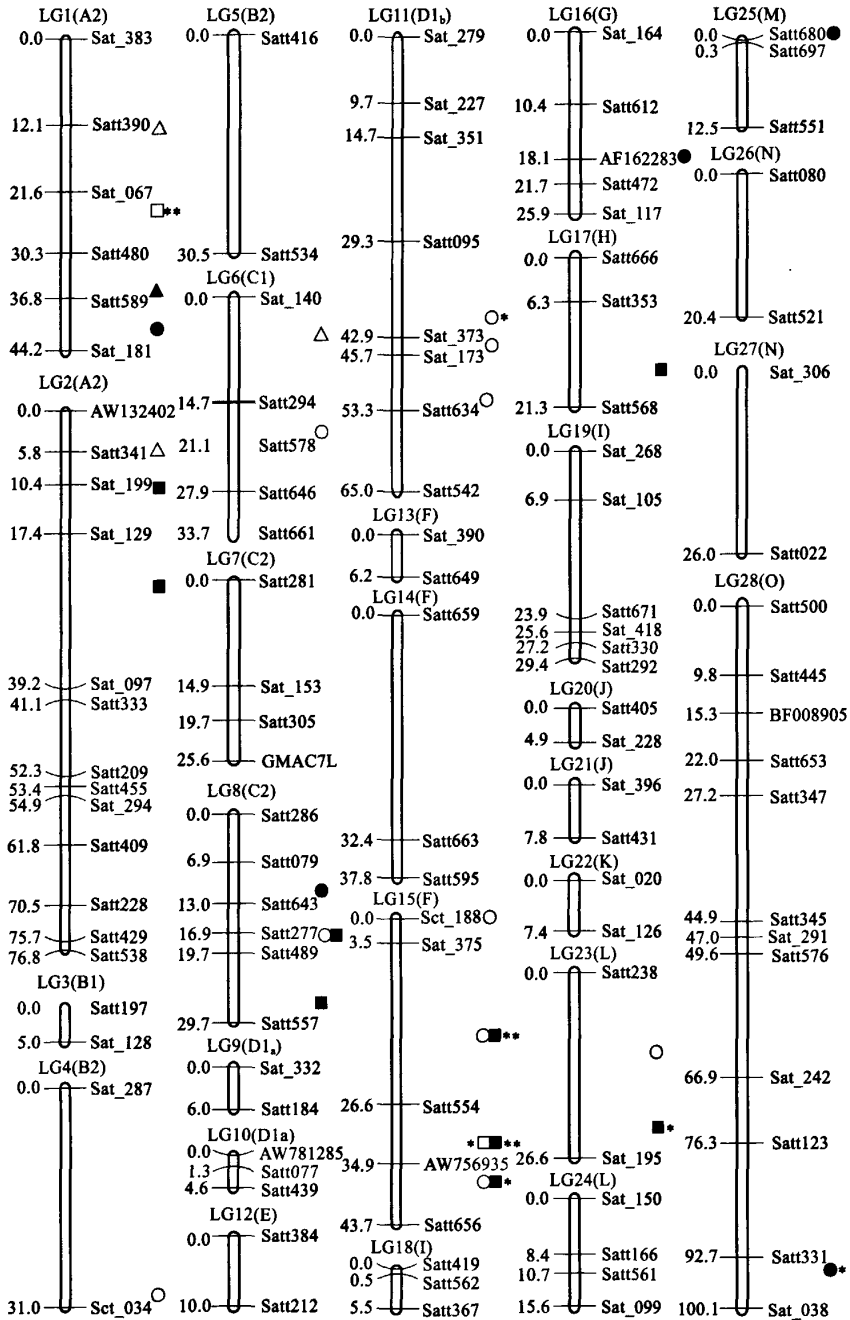 LG1(A2)
0.0 Sat_383
12.1 Satt390
21.6 Sat_067
**
30.3 Satt480
36.8 Satt589
44.2 Sat_181
LG2(A2)
0.0 AW132402
5.8 Satt341
10.4 Sat_199
17.4 Sat_129
39.2 Sat_097
41.1 Satt333
52.3 Satt209
53.4 Satt455
54.9 Sat_294
61.8 Satt409
70.5 Satt228
75.7 Satt429
76.8 Satt538
LG3(B1)
0.0 Satt197
5.0 Sat_128
LG4(B2)
0.0 Sat_287
31.0 Sct_034
LG5(B2)
0.0 Satt416
30.5 Satt534
LG6(C1)
0.0 Sat_140
14.7 Satt294
21.1 Satt578
27.9 Satt646
33.7 Satt661
LG7(C2)
0.0 Satt281
14.9 Sat_153
19.7 Satt305
25.6 GMAC7L
LG8(C2)
0.0 Satt286
6.9 Satt079
13.0 Satt643
16.9 Satt277
19.7 Satt489
29.7 Satt557
LG9(D1a)
0.0 Sat_332
6.0 Satt184
LG10(D1a)
0.0 AW781285
1.3 Satt077
4.6 Satt439
LG12(E)
0.0 Satt384
10.0 Satt212
LG11(D1b)
0.0 Sat_279
9.7 Sat_227
14.7 Sat_351
29.3 Satt095
*
42.9 Sat_373
45.7 Sat_173
53.3 Satt634
65.0 Satt542
LG13(F)
0.0 Sat_390
6.2 Satt649
LG14(F)
0.0 Satt659
32.4 Satt663
37.8 Satt595
LG15(F)
0.0 Sct_188
3.5 Sat_375
**
26.6 Satt554
* **
34.9 AW756935
*
43.7 Satt656
LG18(I)
0.0 Satt419
0.5 Satt562
5.5 Satt367
LG16(G)
0.0 Sat_164
10.4 Satt612
18.1 AF162283
21.7 Satt472
25.9 Sat_117
LG17(H)
0.0 Satt666
6.3 Satt353
21.3 Satt568
LG19(I)
0.0 Sat_268
6.9 Sat_105
23.9 Satt671
25.6 Sat_418
27.2 Satt330
29.4 Satt292
LG20(J)
0.0 Satt405
4.9 Sat_228
LG21(J)
0.0 Sat_396
7.8 Satt431
LG22(K)
0.0 Sat_020
7.4 Sat_126
LG23(L)
0.0 Satt238
*
26.6 Sat_195
LG24(L)
0.0 Sat_150
8.4 Satt166
10.7 Satt561
15.6 Sat_099
LG25(M)
0.0 Satt680
0.3 Satt697
12.5 Satt551
LG26(N)
0.0 Satt080
20.4 Satt521
LG27(N)
0.0 Sat_306
26.0 Satt022
LG28(O)
0.0 Satt500
9.8 Satt445
15.3 BF008905
22.0 Satt653
27.2 Satt347
44.9 Satt345
47.0 Sat_291
49.6 Satt576
66.9 Sat_242
76.3 Satt123
92.7 Satt331
*
100.1 Sat_038